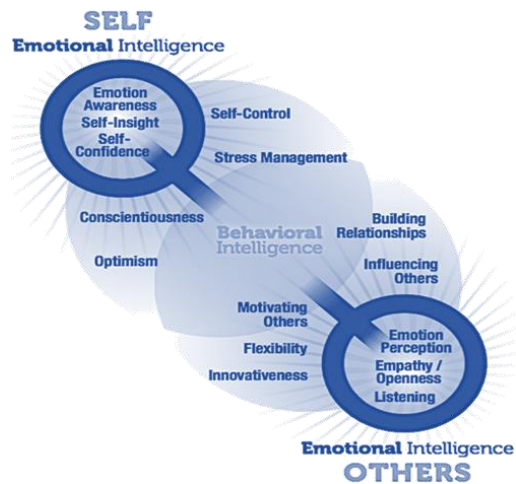 SELF
Emotional Intelligence
Emotion
Awareness
Self-Insight
Self-
Confidence
Self-Control
Stress Management
Conscientiousness
Optimism
Behavioral
Intelligence
Building
Relationships
Influencing
Others
Motivating
Others
Flexibility
Innovativeness
Emotion
Perception
Empathy /
Openness
Listening
Emotional Intelligence
OTHERS